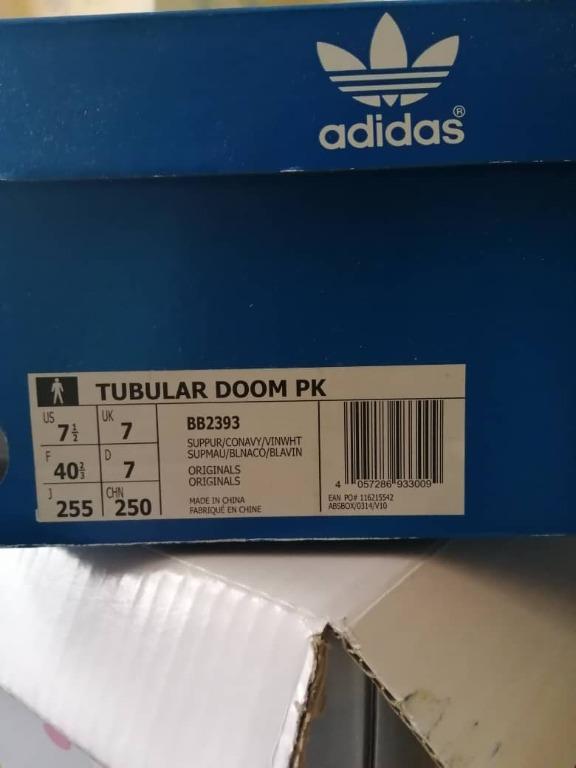 adidas®
TUBULAR DOOM PK
US 7½ UK 7
F 40⅔ D 7
J 255 CHN 250
BB2393
SUPPUR/CONAVY/VINWHT
SUPMAU/BLNACO/BLAVIN
ORIGINALS
ORIGINALS
MADE IN CHINA
FABRIQUÉ EN CHINE
4 057286 933009
EAN PO# 116215542
ABSBOX/0314/V10